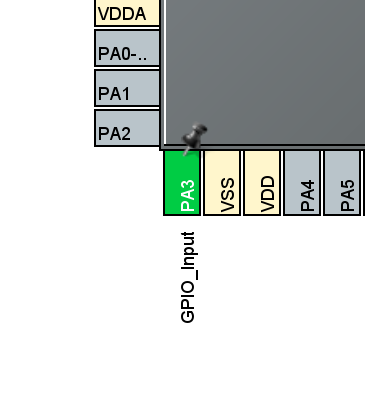 VDDA
PA0-..
PA1
PA2
PA3
VSS
VDD
PA4
PA5
GPIO_Input